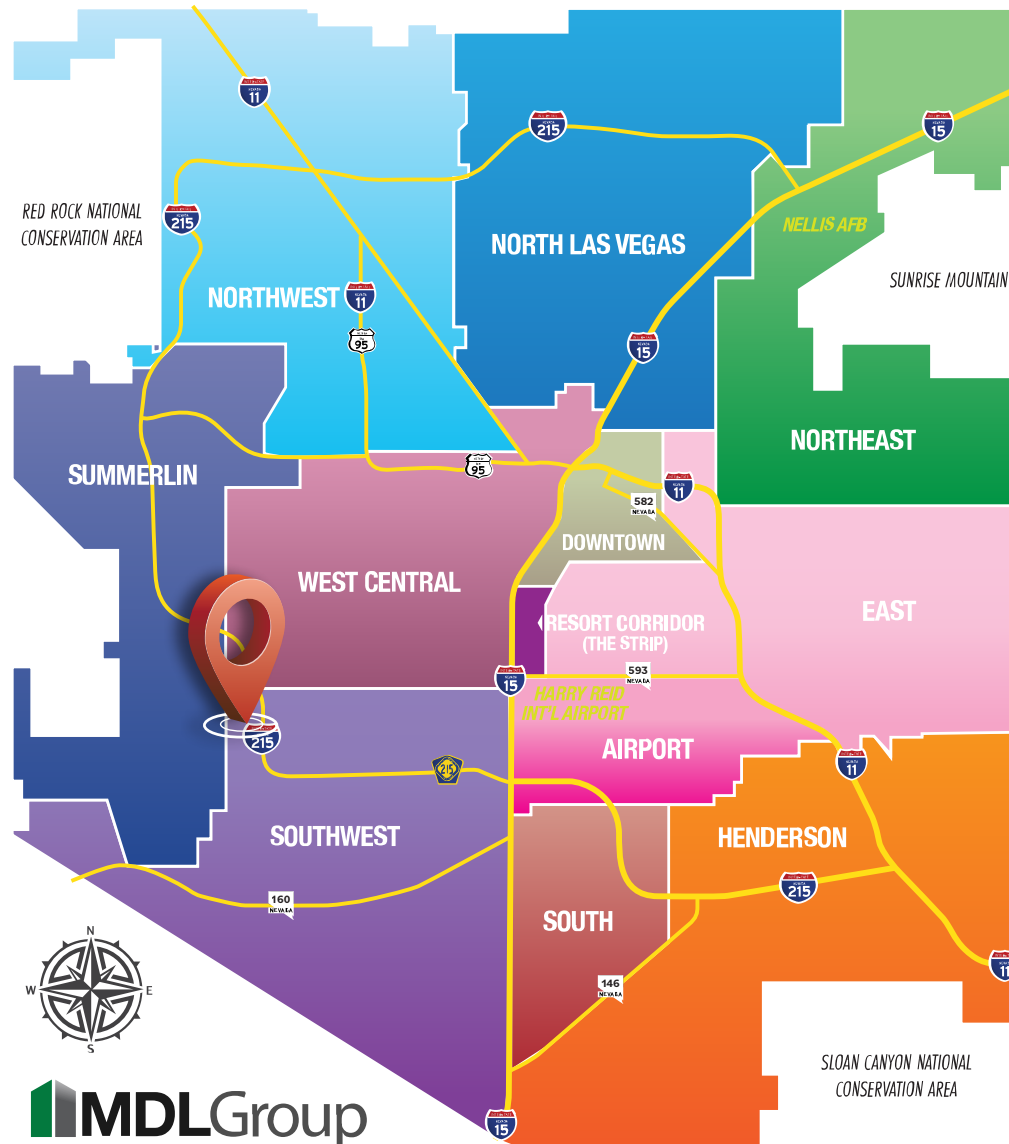 11
215
15
RED ROCK NATIONAL
CONSERVATION AREA
215
NELLIS AFB
NORTH LAS VEGAS
SUNRISE MOUNTAIN
NORTHWEST
11
95
15
NORTHEAST
SUMMERLIN
95
11
582
NEVADA
DOWNTOWN
WEST CENTRAL
EAST
RESORT CORRIDOR
(THE STRIP)
593
NEVADA
15
HARRY REID
INT'L AIRPORT
215
AIRPORT
11
215
SOUTHWEST
HENDERSON
215
160
NEVADA
SOUTH
N
W
E
S
11
146
NEVADA
SLOAN CANYON NATIONAL
CONSERVATION AREA
MDLGroup
15